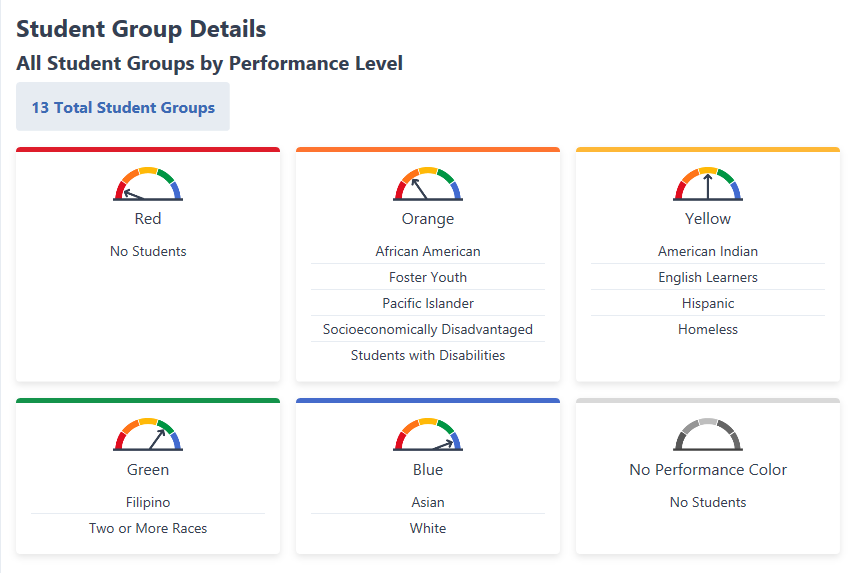 Student Group Details
All Student Groups by Performance Level
13 Total Student Groups
Red
No Students
Orange
African American
Foster Youth
Pacific Islander
Socioeconomically Disadvantaged
Students with Disabilities
Yellow
American Indian
English Learners
Hispanic
Homeless
Green
Filipino
Two or More Races
Blue
Asian
White
No Performance Color
No Students